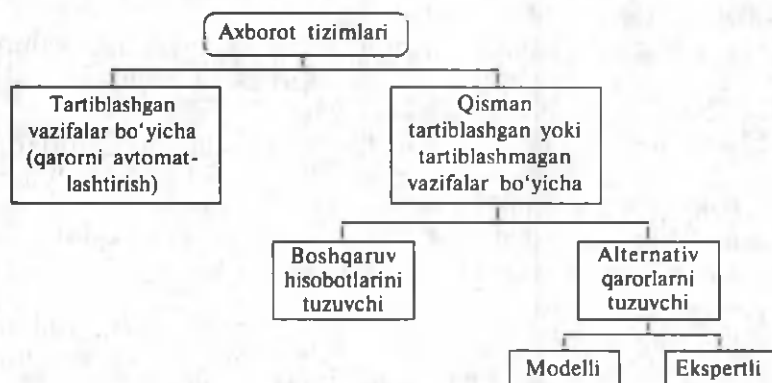 Axborot tizimlari
Tartiblashgan
vazifalar bo‘yicha
(qarorni avtomat-
lashtirish)
Qisman
tartiblashgan yoki
tartiblashmagan
vazifalar bo‘yicha
Boshqaruv
hisobotlarini
tuzuvchi
Alternativ
qarorlarni
tuzuvchi
Modelli
Ekspertli